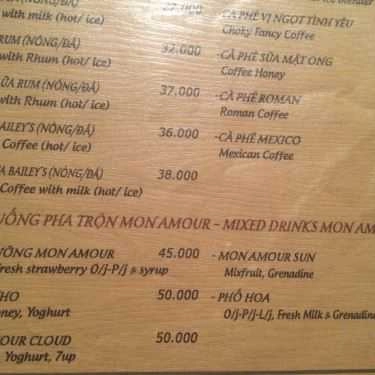 with milk (hot/ ice)
RUM (NÓNG/ĐÁ) 32.000
with Rhum (hot/ ice)
SỮA RUM (NÓNG/ĐÁ) 37.000
with Rhum (hot/ ice)
BAILEY'S (NÓNG/ĐÁ) 36.000
Coffee (hot/ ice)
BAILEY'S (NÓNG/ĐÁ) 38.000
Coffee with milk (hot/ ice)
-CÀ PHÊ VỊ NGỌT TÌNH YÊU
Choky Fancy Coffee
-CÀ PHÊ SỮA MẬT ONG
Coffee Honey
-CÀ PHÊ ROMAN
Roman Coffee
-CÀ PHÊ MEXICO
Mexican Coffee
UỐNG PHA TRỘN MON AMOUR - MIXED DRINKS MON AM
MON AMOUR 45.000
fresh strawberry O/j-P/j & syrup
NHO 50.000
Honey, Yoghurt
OUR CLOUD 50.000
Yoghurt, 7up
- MON AMOUR SUN
Mixfruit, Grenadine
- PHỐ HOA
O/j-P/j-L/j, Fresh Milk & Grenadine